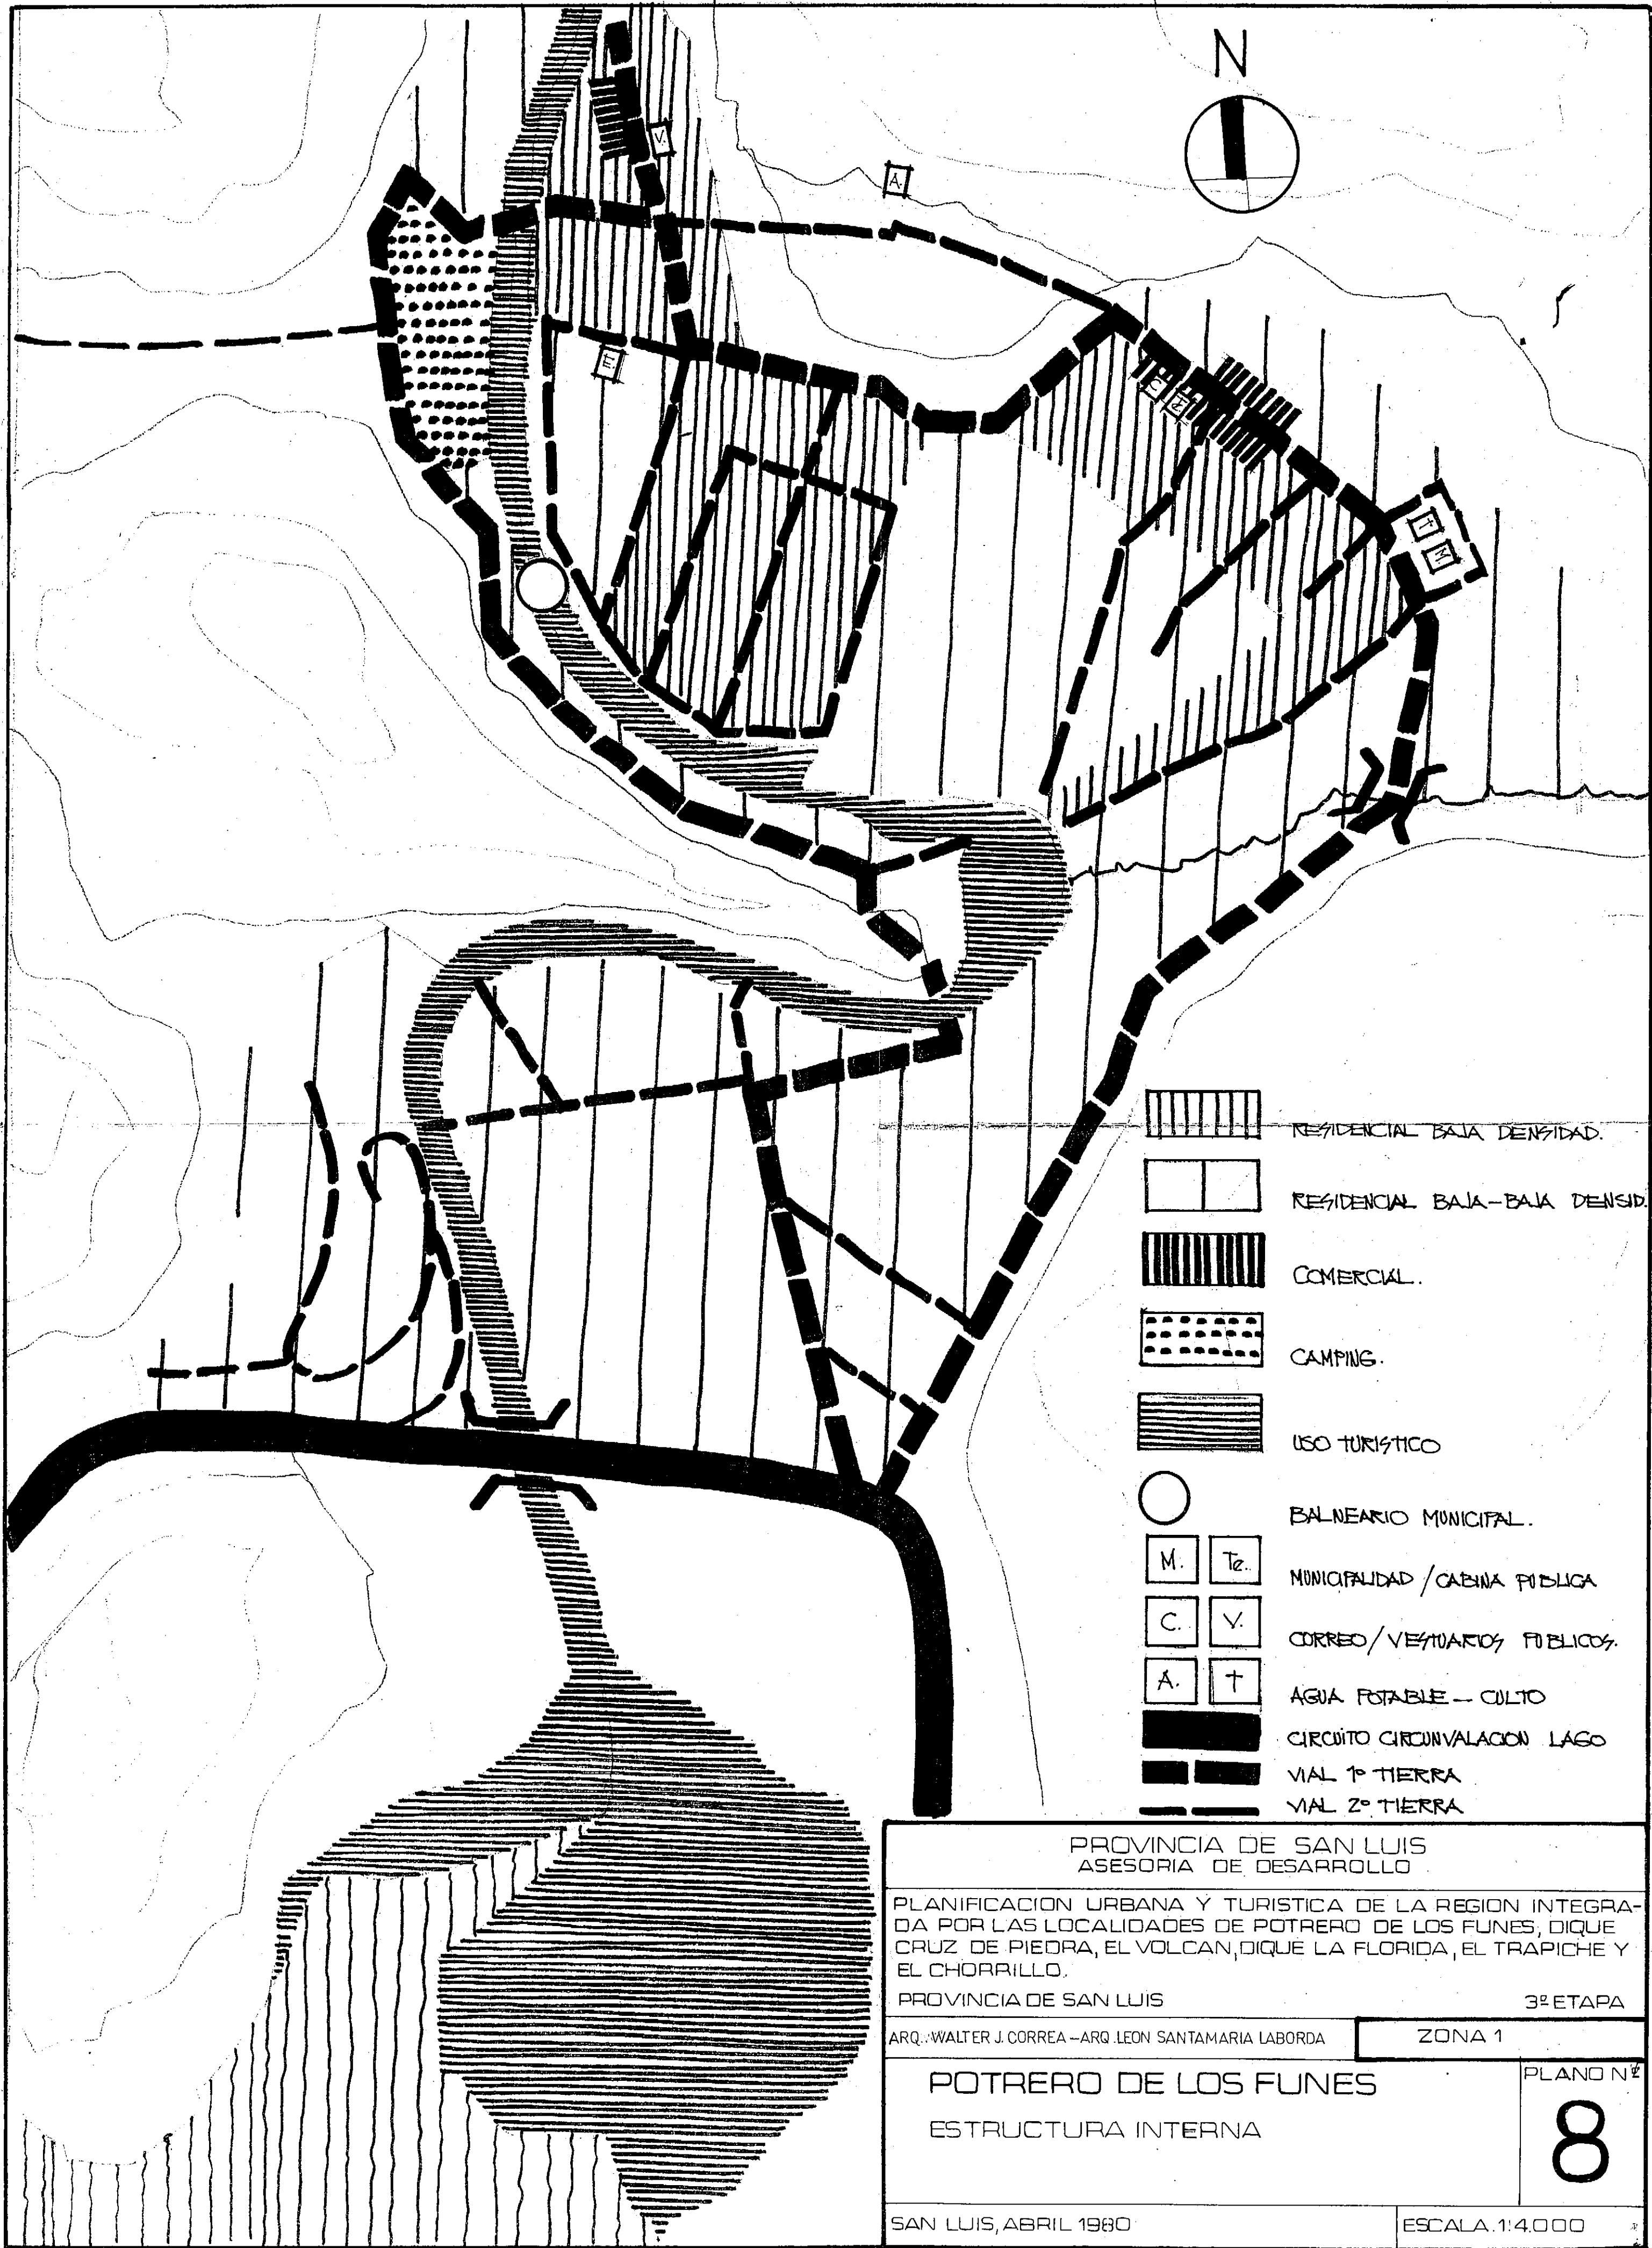 N
V.
A.
TE.
C
T
M
RESIDENCIAL BAJA DENSIDAD.
RESIDENCIAL BAJA-BAJA DENSID.
COMERCIAL.
CAMPING.
USO TURISTICO
BALNEARIO MUNICIPAL.
M. Te.
MUNICIPALIDAD / CABINA PUBLICA
C. V.
CORREO / VESTUARIOS PUBLICOS.
A. T
AGUA POTABLE - CULTO
CIRCUITO CIRCUNVALACION LAGO
VIAL 1º TIERRA
VIAL 2º TIERRA
PROVINCIA DE SAN LUIS
ASESORIA DE DESARROLLO
PLANIFICACION URBANA Y TURISTICA DE LA REGION INTEGRA-
DA POR LAS LOCALIDADES DE POTRERO DE LOS FUNES, DIQUE
CRUZ DE PIEDRA, EL VOLCAN, DIQUE LA FLORIDA, EL TRAPICHE Y
EL CHORRILLO.
PROVINCIA DE SAN LUIS 3º ETAPA
ARQ. WALTER J. CORREA - ARQ. LEON SANTAMARIA LABORDA ZONA 1
POTRERO DE LOS FUNES PLANO Nº
ESTRUCTURA INTERNA 8
SAN LUIS, ABRIL 1980 ESCALA. 1:4.000